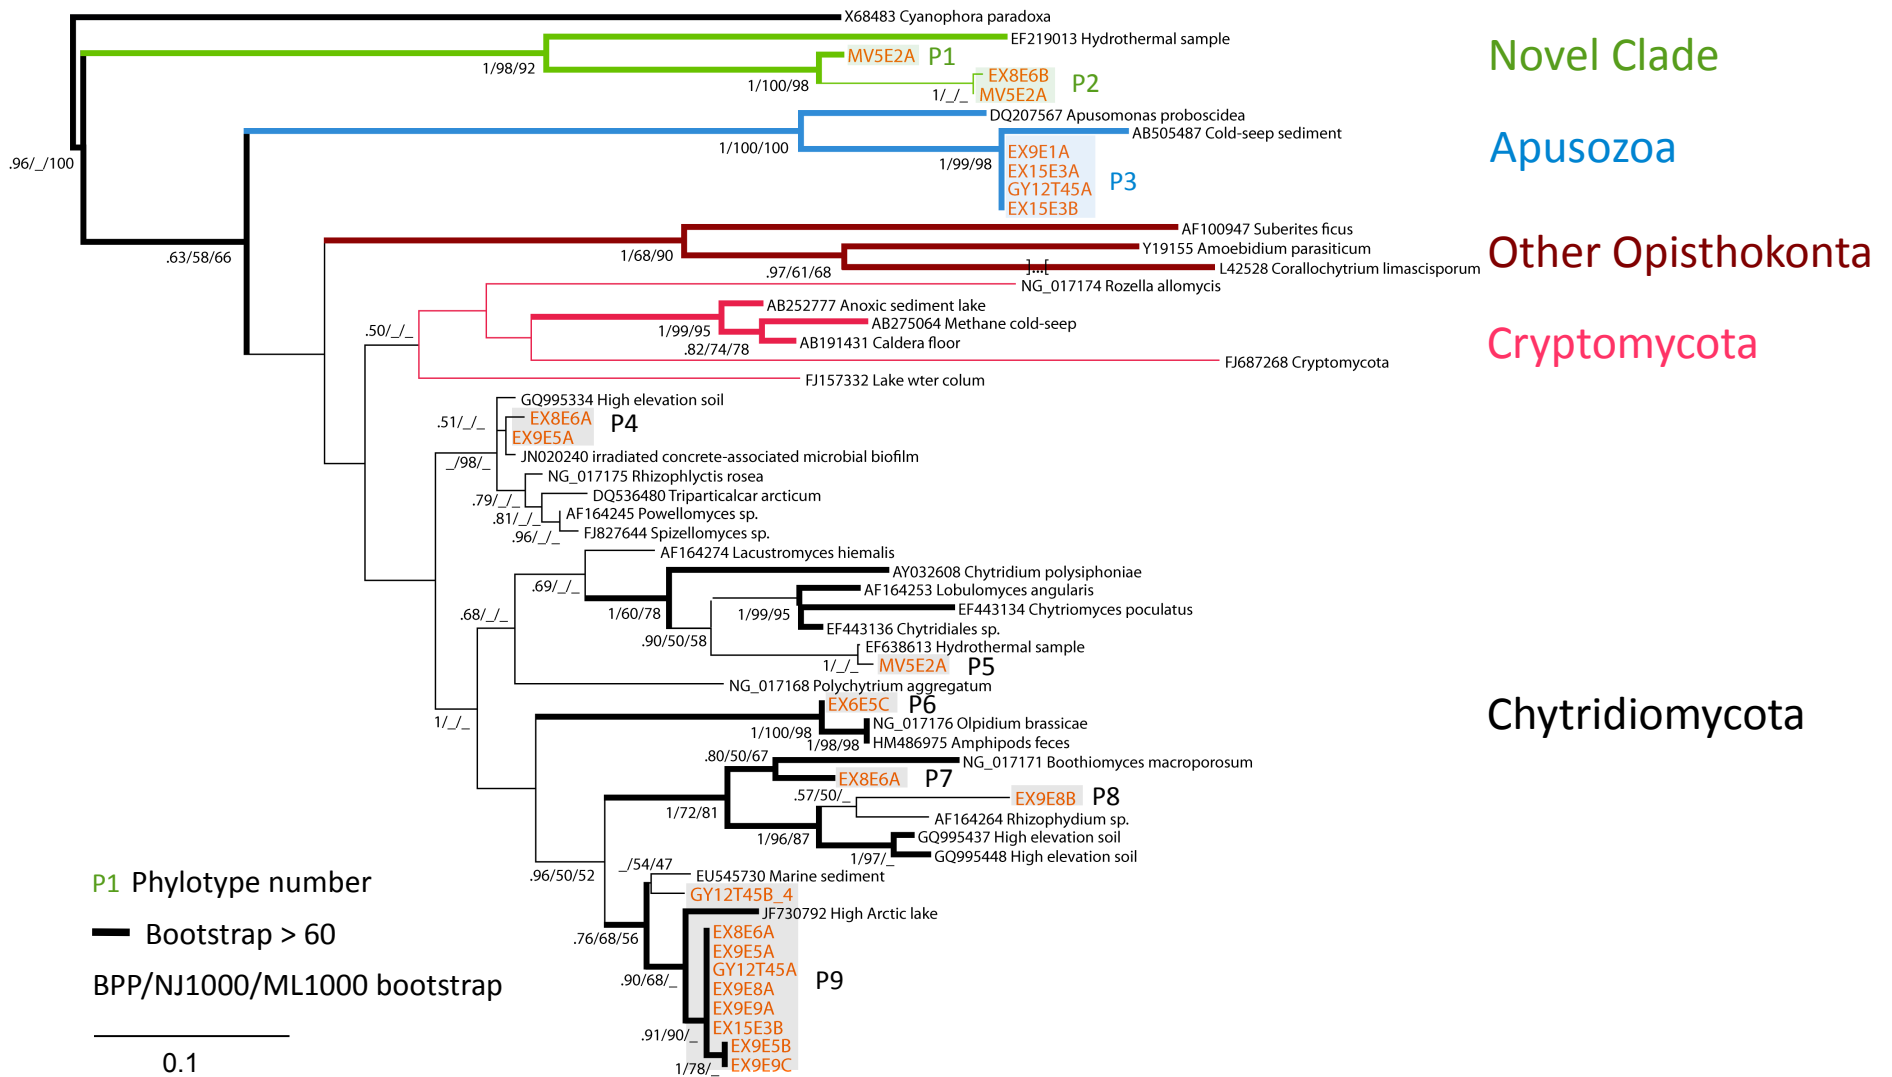 X68483 Cyanophora paradoxa
EF219013 Hydrothermal sample
Novel Clade
MV5E2A P1
1/98/92
EX8E6B
1/100/98
P2
1/_/_
MV5E2A
DQ207567 Apusomonas proboscidea
AB505487 Cold-seep sediment
Apusozoa
1/100/100
EX9E1A
.96/_/100
1/99/98
EX15E3A
P3
GY12T45A
EX15E3B
AF100947 Suberites ficus
Y19155 Amoebidium parasiticum
Other Opisthokonta
.63/58/66
1/68/90
]...[
.97/61/68
L42528 Corallochytrium limascisporum
NG_017174 Rozella allomycis
AB252777 Anoxic sediment lake
AB275064 Methane cold-seep
.50/_/_
1/99/95
AB191431 Caldera floor
Cryptomycota
.82/74/78
FJ687268 Cryptomycota
FJ157332 Lake wter colum
GQ995334 High elevation soil
.51/_/_
EX8E6A
P4
EX9E5A
JN020240 irradiated concrete-associated microbial biofilm
_/98/_
NG_017175 Rhizophlyctis rosea
DQ536480 Triparticalcar arcticum
.79/_/_
AF164245 Powellomyces sp.
.81/_/_
FJ827644 Spizellomyces sp.
.96/_/_
AF164274 Lacustromyces hiemalis
AY032608 Chytridium polysiphoniae
.69/_/_
AF164253 Lobulomyces angularis
EF443134 Chytriomyces poculatus
1/60/78
1/99/95
.68/_/_
EF443136 Chytridiales sp.
.90/50/58
EF638613 Hydrothermal sample
1/_/_
MV5E2A P5
NG_017168 Polychytrium aggregatum
EX6E5C P6
Chytridiomycota
1/_/_
NG_017176 Olpidium brassicae
1/100/98
1/98/98
HM486975 Amphipods feces
.80/50/67
NG_017171 Boothiomyces macroporosum
EX8E6A P7
.57/50/_
EX9E8B P8
1/72/81
AF164264 Rhizophydium sp.
1/96/87
GQ995437 High elevation soil
1/97/_
GQ995448 High elevation soil
_/54/47
.96/50/52
EU545730 Marine sediment
P1 Phylotype number
GY12T45B_4
JF730792 High Arctic lake
Bootstrap > 60
.76/68/56
EX8E6A
EX9E5A
GY12T45A
P9
.90/68/_
BPP/NJ1000/ML1000 bootstrap
EX9E8A
EX9E9A
EX15E3B
.91/90/_
EX9E5B
0.1
1/78/_
EX9E9C